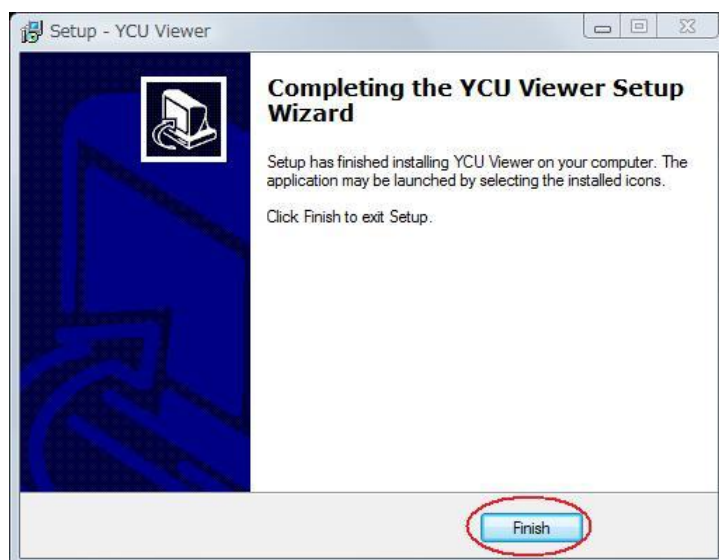 Setup - YCU Viewer
Completing the YCU Viewer Setup
Wizard
Setup has finished installing YCU Viewer on your computer. The
application may be launched by selecting the installed icons.
Click Finish to exit Setup.
Finish